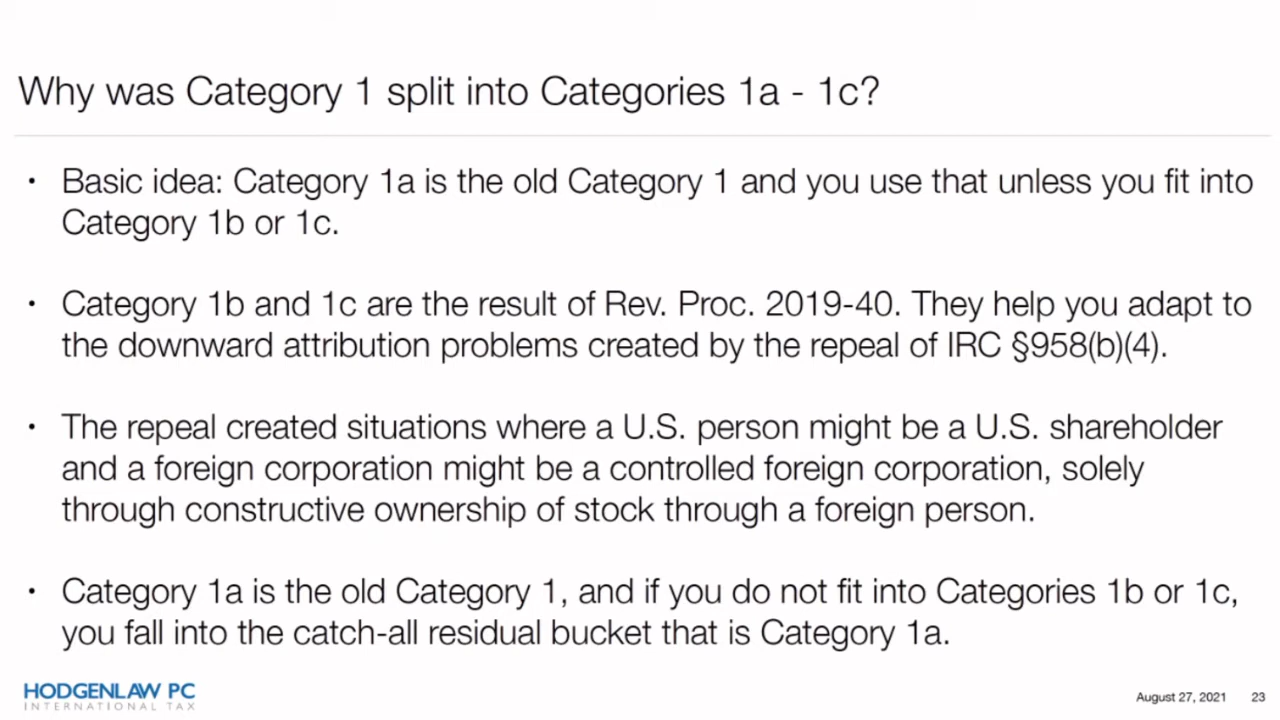 Why was Category 1 split into Categories 1a - 1c?
• Basic idea: Category 1a is the old Category 1 and you use that unless you fit into
Category 1b or 1c.
• Category 1b and 1c are the result of Rev. Proc. 2019-40. They help you adapt to
the downward attribution problems created by the repeal of IRC §958(b)(4).
• The repeal created situations where a U.S. person might be a U.S. shareholder
and a foreign corporation might be a controlled foreign corporation, solely
through constructive ownership of stock through a foreign person.
• Category 1a is the old Category 1, and if you do not fit into Categories 1b or 1c,
you fall into the catch-all residual bucket that is Category 1a.
HODGENLAW PC
INTERNATIONAL TAX
August 27, 2021 23